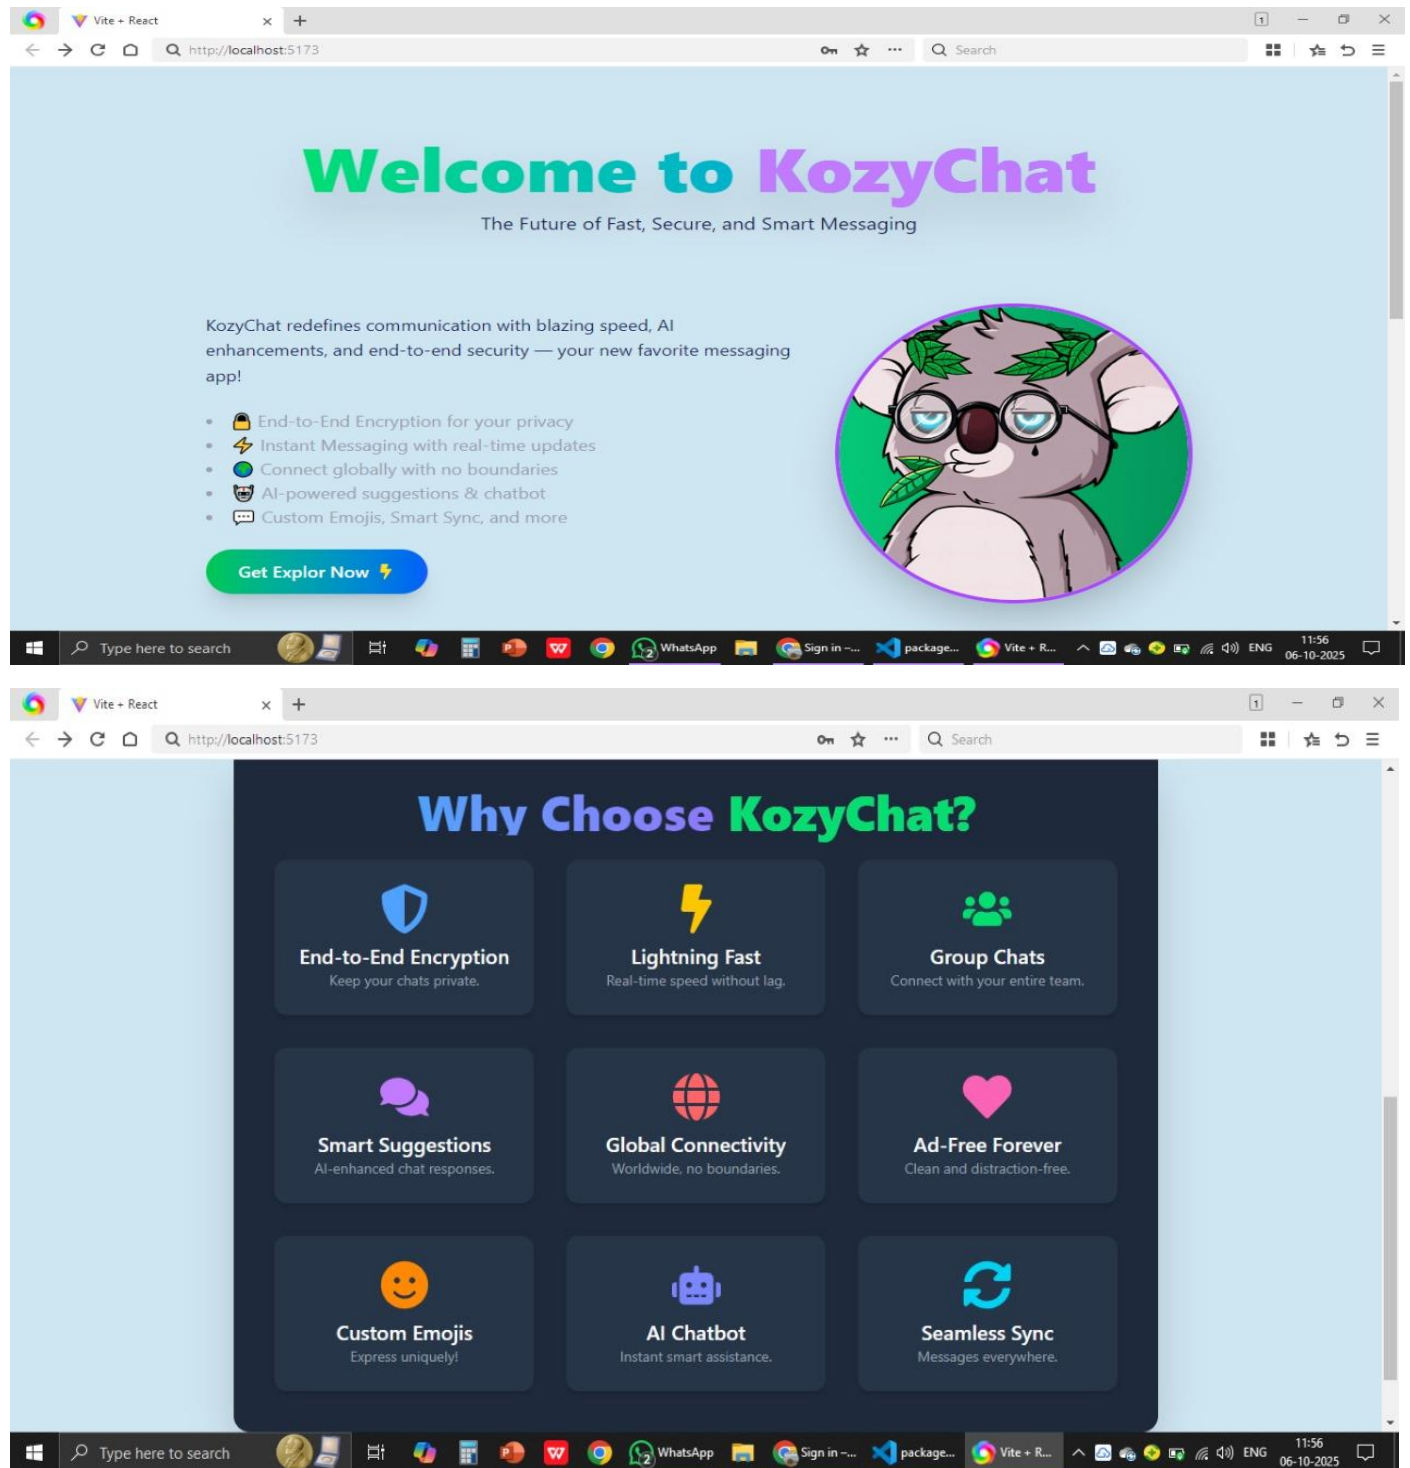 Vite + React
1
http://localhost:5173
Search
Welcome to KozyChat
The Future of Fast, Secure, and Smart Messaging
KozyChat redefines communication with blazing speed, AI
enhancements, and end-to-end security — your new favorite messaging
app!
• 🔒 End-to-End Encryption for your privacy
• ⚡ Instant Messaging with real-time updates
• 🌍 Connect globally with no boundaries
• 🤖 AI-powered suggestions & chatbot
• 💬 Custom Emojis, Smart Sync, and more
Get Explor Now ⚡
Type here to search
2
WhatsApp
Sign in –...
package...
Vite + R...
ENG
11:56
06-10-2025
Vite + React
1
http://localhost:5173
Search
Why Choose KozyChat?
End-to-End Encryption
Keep your chats private.
Lightning Fast
Real-time speed without lag.
Group Chats
Connect with your entire team.
Smart Suggestions
AI-enhanced chat responses.
Global Connectivity
Worldwide, no boundaries.
Ad-Free Forever
Clean and distraction-free.
Custom Emojis
Express uniquely!
AI Chatbot
Instant smart assistance.
Seamless Sync
Messages everywhere.
Type here to search
2
WhatsApp
Sign in –...
package...
Vite + R...
ENG
11:56
06-10-2025